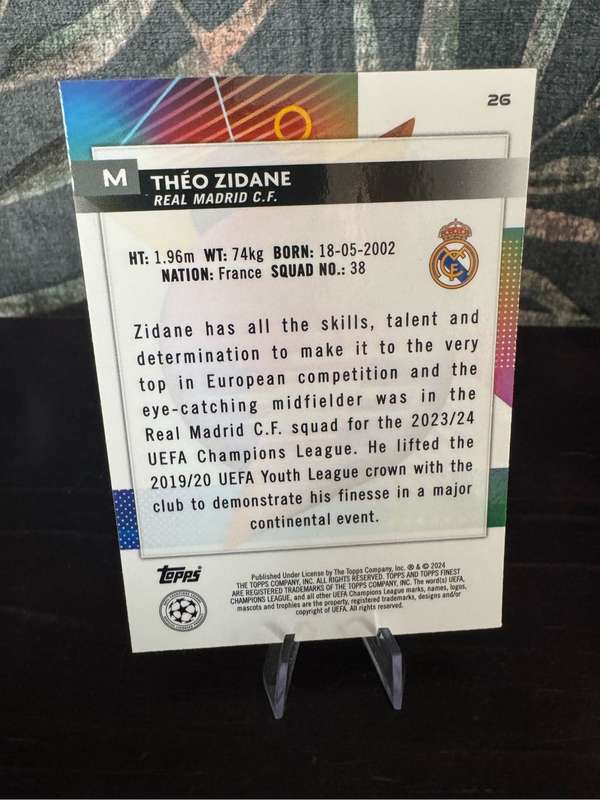 26
M THÉO ZIDANE
REAL MADRID C.F.
HT: 1.96m WT: 74kg BORN: 18-05-2002
NATION: France SQUAD NO.: 38
Zidane has all the skills, talent and
determination to make it to the very
top in European competition and the
eye-catching midfielder was in the
Real Madrid C.F. squad for the 2023/24
UEFA Champions League. He lifted the
2019/20 UEFA Youth League crown with the
club to demonstrate his finesse in a major
continental event.
Topps
Published Under License by The Topps Company, Inc. ® & © 2024
THE TOPPS COMPANY, INC. ALL RIGHTS RESERVED. TOPPS AND TOPPS FINEST
ARE REGISTERED TRADEMARKS OF THE TOPPS COMPANY, INC. The word(s) UEFA,
CHAMPIONS LEAGUE, and all other UEFA Champions League marks, names, logos,
mascots and trophies are the property, registered trademarks, designs and/or
copyright of UEFA. All rights reserved.